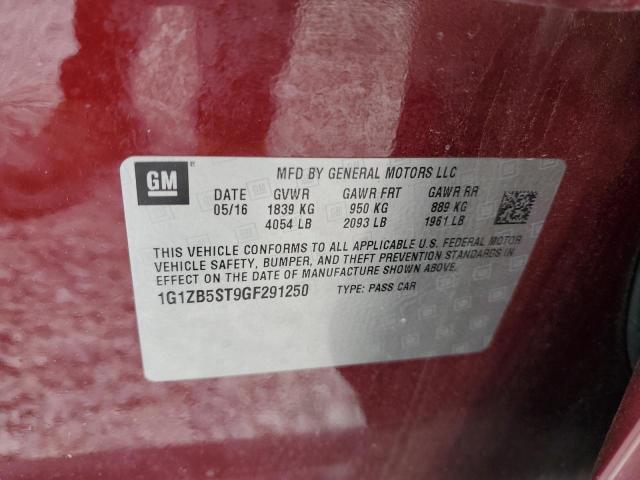 GM ®
MFD BY GENERAL MOTORS LLC
DATE GVWR GAWR FRT GAWR RR
05/16 1839 KG 950 KG 889 KG
4054 LB 2093 LB 1961 LB
THIS VEHICLE CONFORMS TO ALL APPLICABLE U.S. FEDERAL MOTOR
VEHICLE SAFETY, BUMPER, AND THEFT PREVENTION STANDARDS IN
EFFECT ON THE DATE OF MANUFACTURE SHOWN ABOVE.
1G1ZB5ST9GF291250 TYPE: PASS CAR